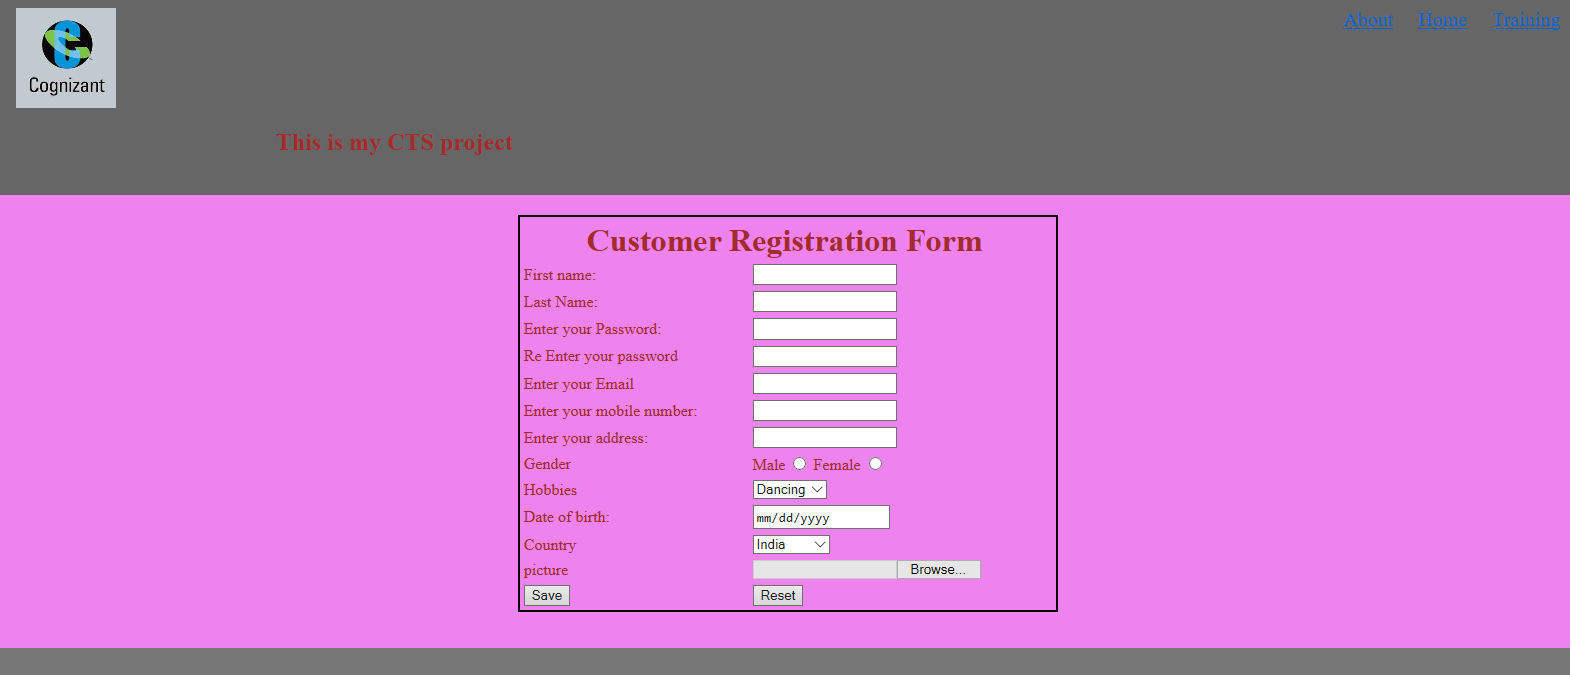 About Home Training
Cognizant
This is my CTS project
Customer Registration Form
First name:
Last Name:
Enter your Password:
Re Enter your password
Enter your Email
Enter your mobile number:
Enter your address:
Gender Male Female
Hobbies Dancing
Date of birth: mm/dd/yyyy
Country India
picture Browse...
Save Reset